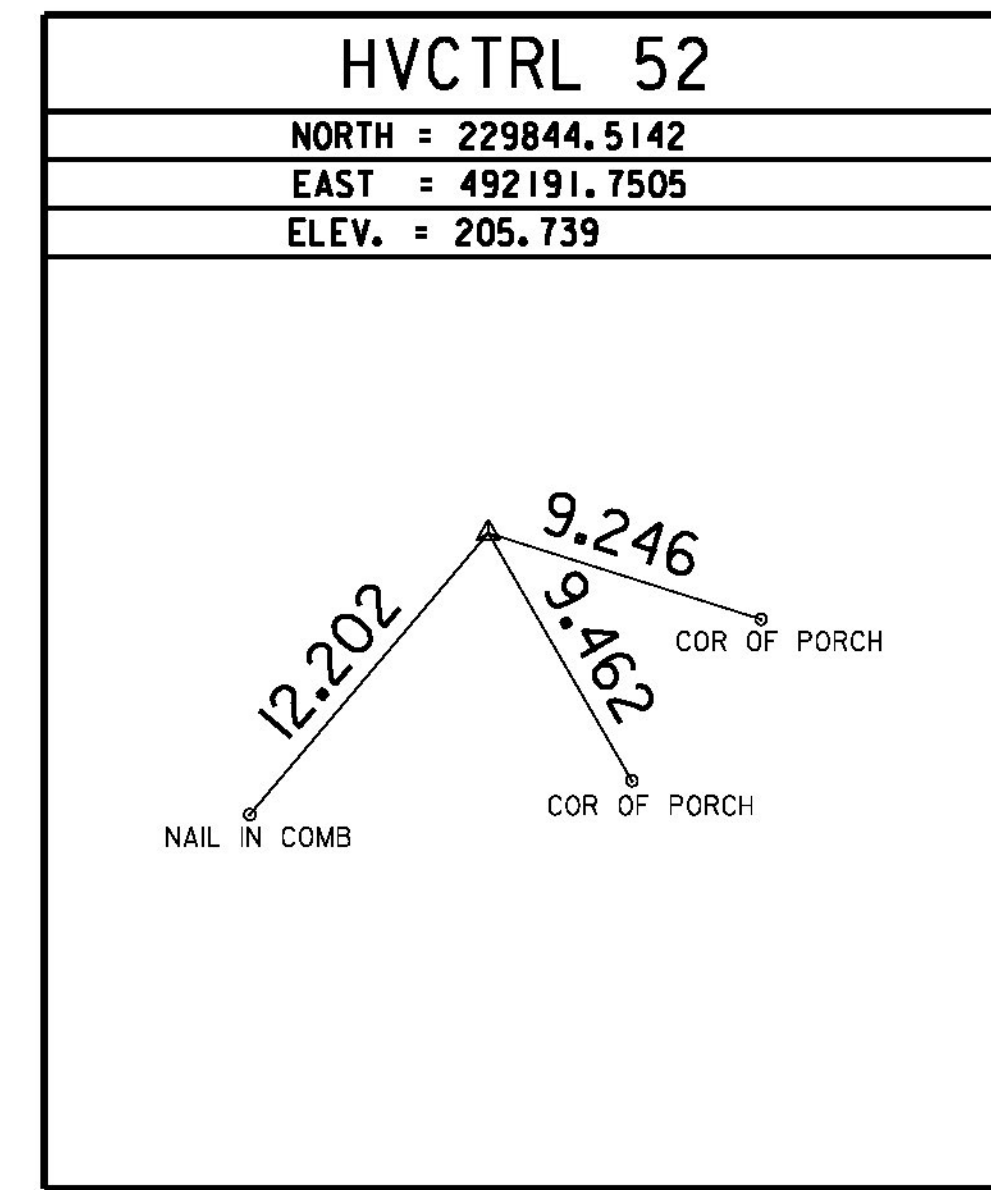 HVCTRL 52
NORTH = 229844.5142
EAST = 492191.7505
ELEV. = 205.739
9.246
9.462
12.202
COR OF PORCH
COR OF PORCH
NAIL IN COMB